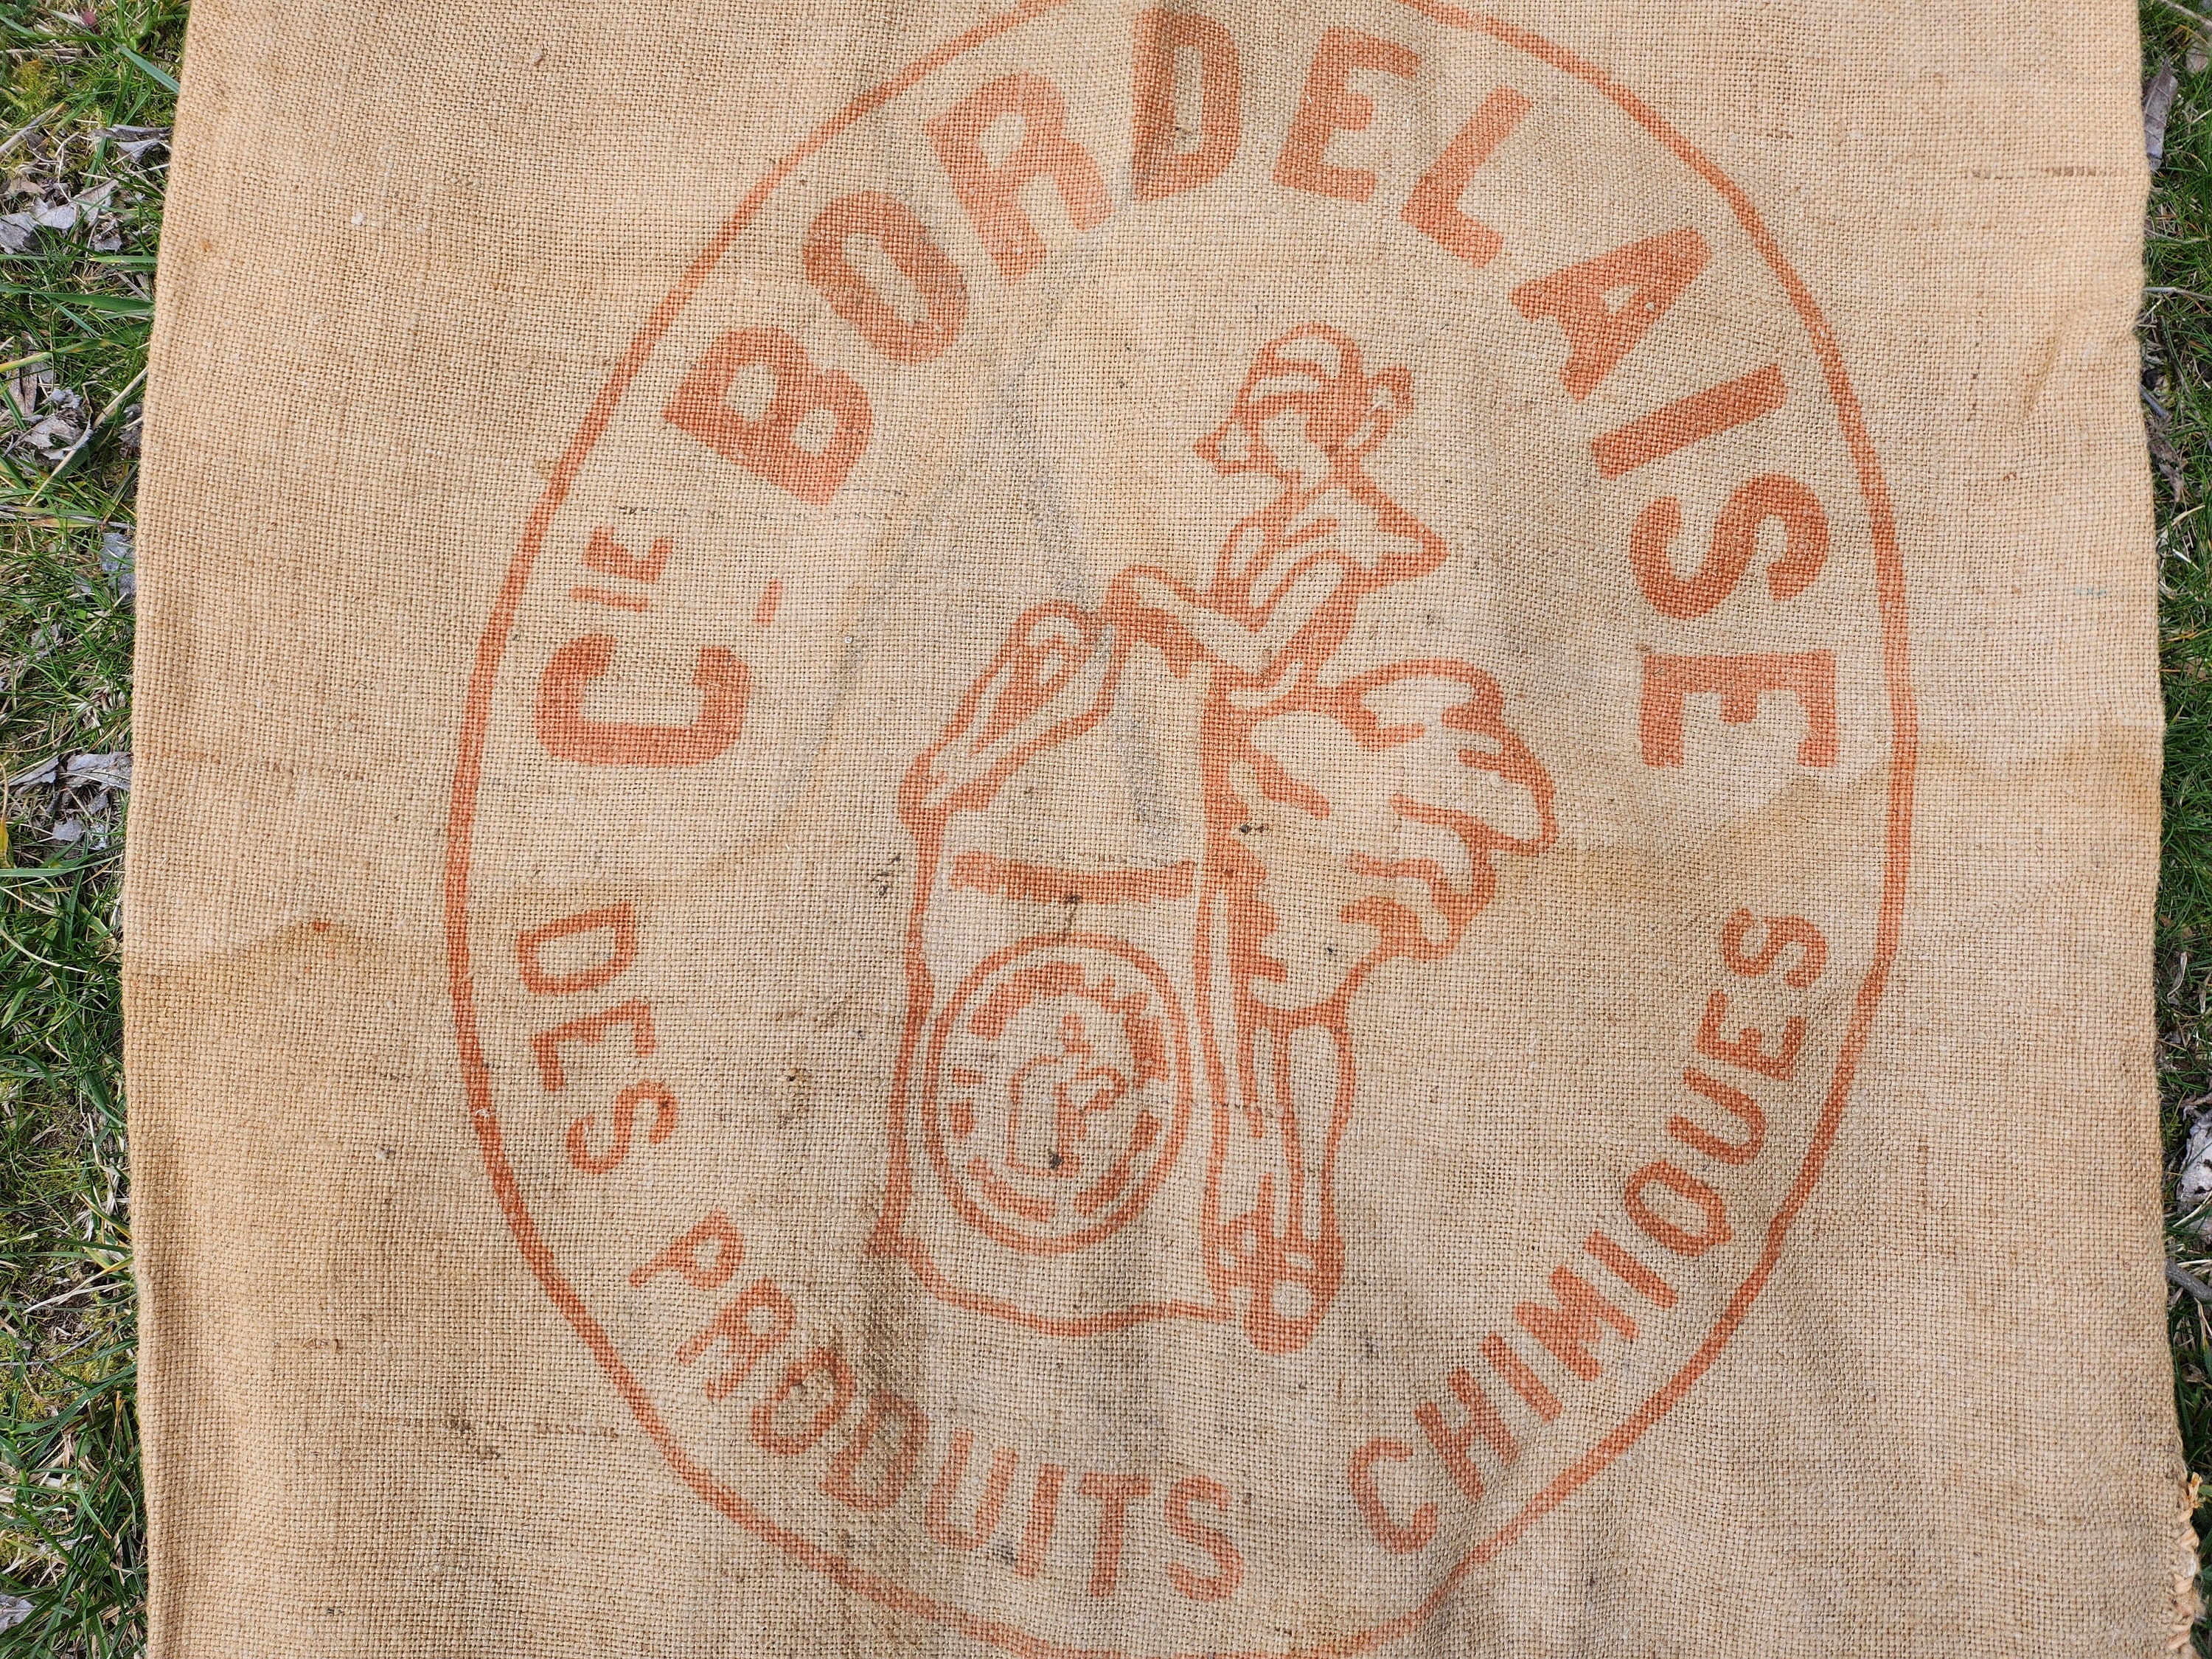 CIE BORDELAISE
DES PRODUITS CHIMIQUES